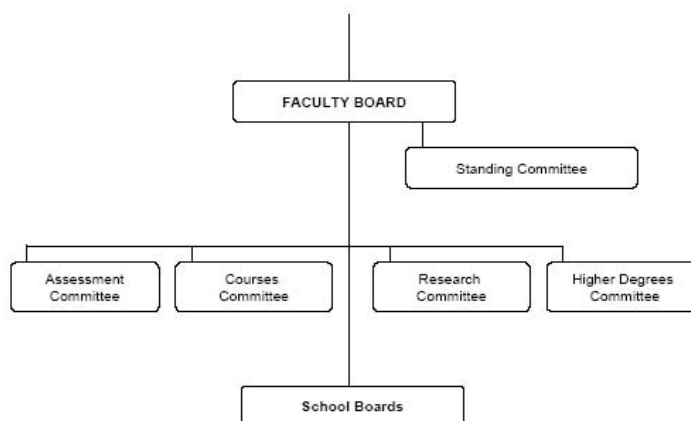 FACULTY BOARD
Standing Committee
Assessment
Committee
Courses
Committee
Research
Committee
Higher Degrees
Committee
School Boards